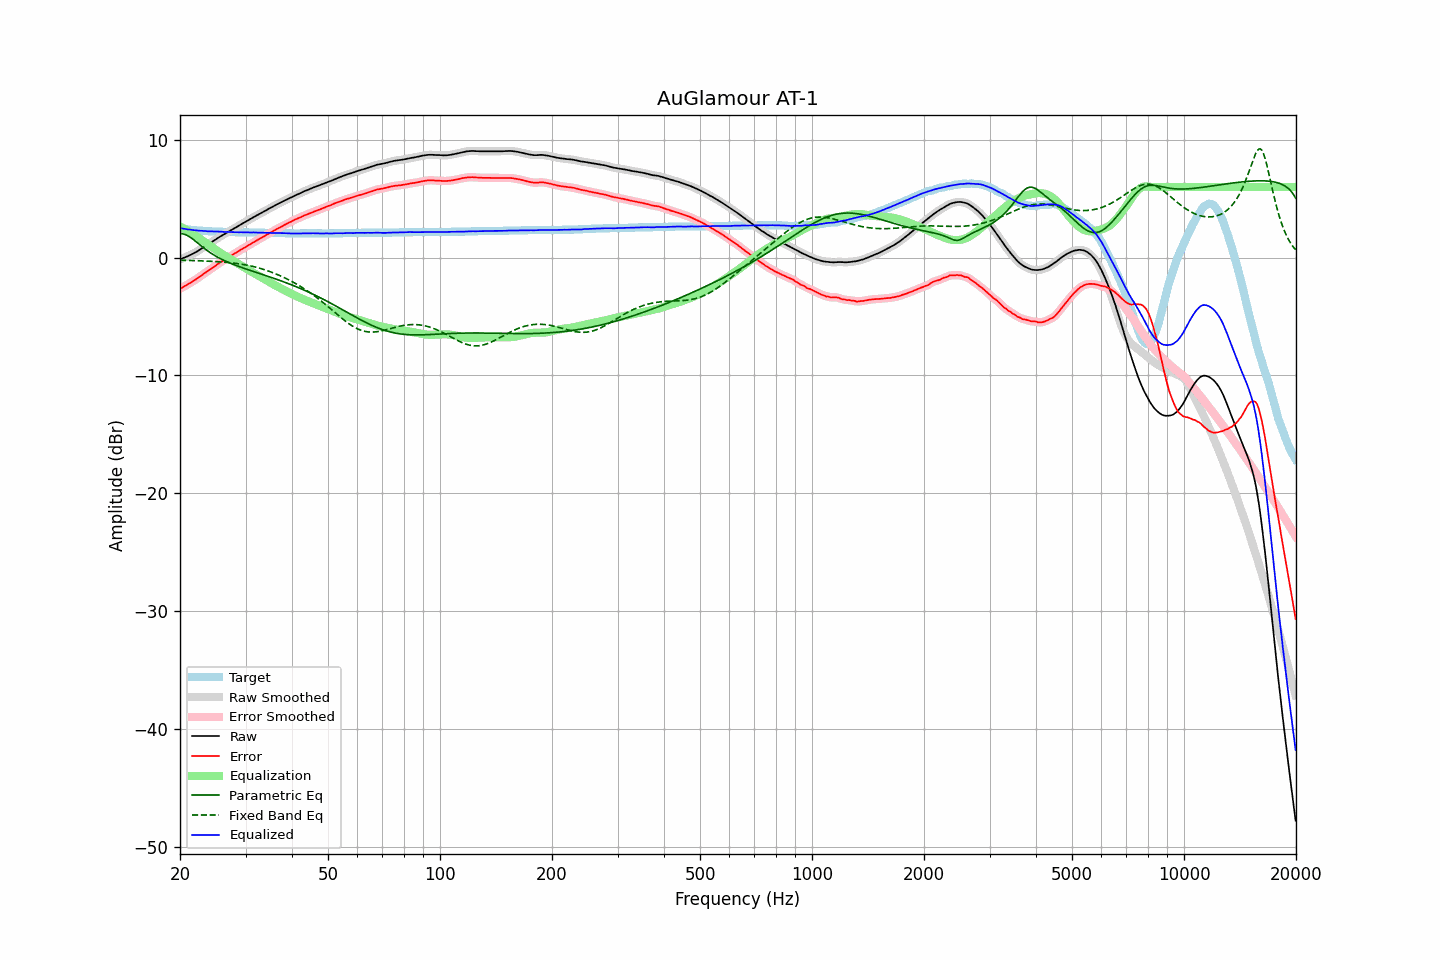 AuGlamour AT-1
10
0
−10
−20
−30
−40
−50
Amplitude (dBr)
Target
Raw Smoothed
Error Smoothed
Raw
Error
Equalization
Parametric Eq
Fixed Band Eq
Equalized
20 50 100 200 500 1000 2000 5000 10000 20000
Frequency (Hz)